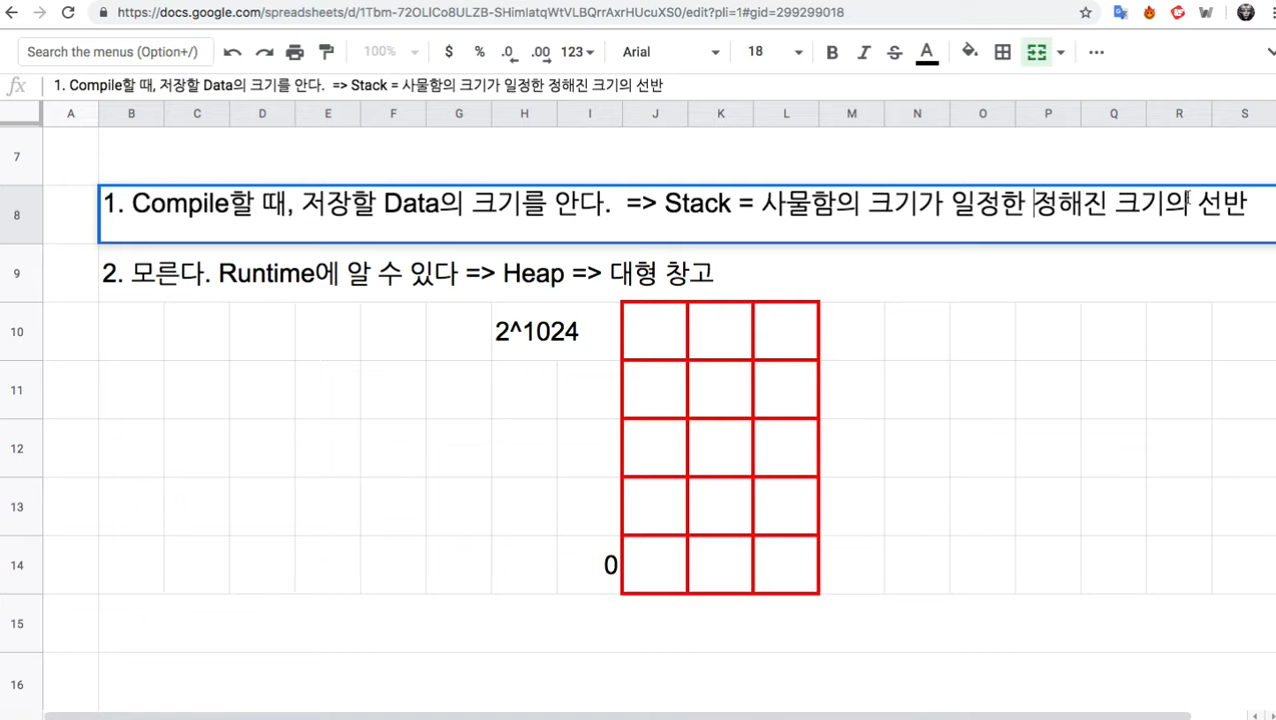 https://docs.google.com/spreadsheets/d/1Tbm-72OLlCo8ULZB-SHimIatqWtVLBQrrAxrHUcuXS0/edit?pli=1#gid=299299018
Search the menus (Option+/) 100% $ % .0 .00 123 Arial 18 B I S A
fx 1. Compile할 때, 저장할 Data의 크기를 안다. => Stack = 사물함의 크기가 일정한 정해진 크기의 선반
A B C D E F G H I J K L M N O P Q R S
7
8 1. Compile할 때, 저장할 Data의 크기를 안다. => Stack = 사물함의 크기가 일정한 정해진 크기의 선반
9 2. 모른다. Runtime에 알 수 있다 => Heap => 대형 창고
10 2^1024
11
12
13
14 0
15
16